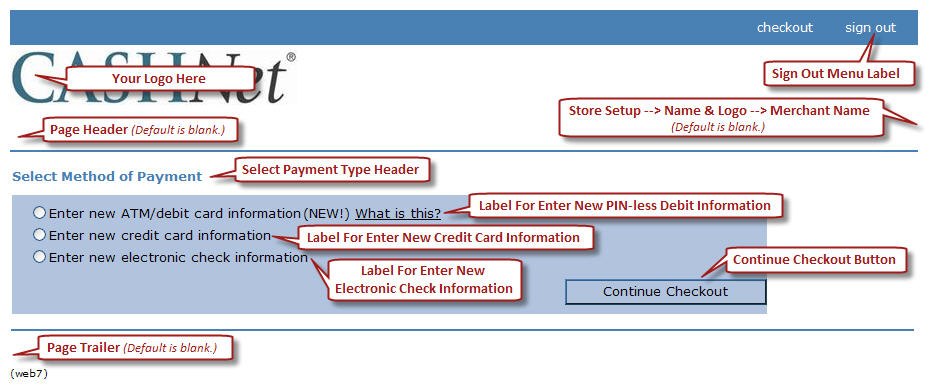 checkout sign out
CASHNet®
Your Logo Here
Sign Out Menu Label
Store Setup --> Name & Logo --> Merchant Name
(Default is blank.)
Page Header (Default is blank.)
Select Method of Payment
Select Payment Type Header
Enter new ATM/debit card information (NEW!) What is this?
Label For Enter New PIN-less Debit Information
Enter new credit card information
Label For Enter New Credit Card Information
Enter new electronic check information
Label For Enter New
Electronic Check Information
Continue Checkout Button
Continue Checkout
Page Trailer (Default is blank.)
(web7)